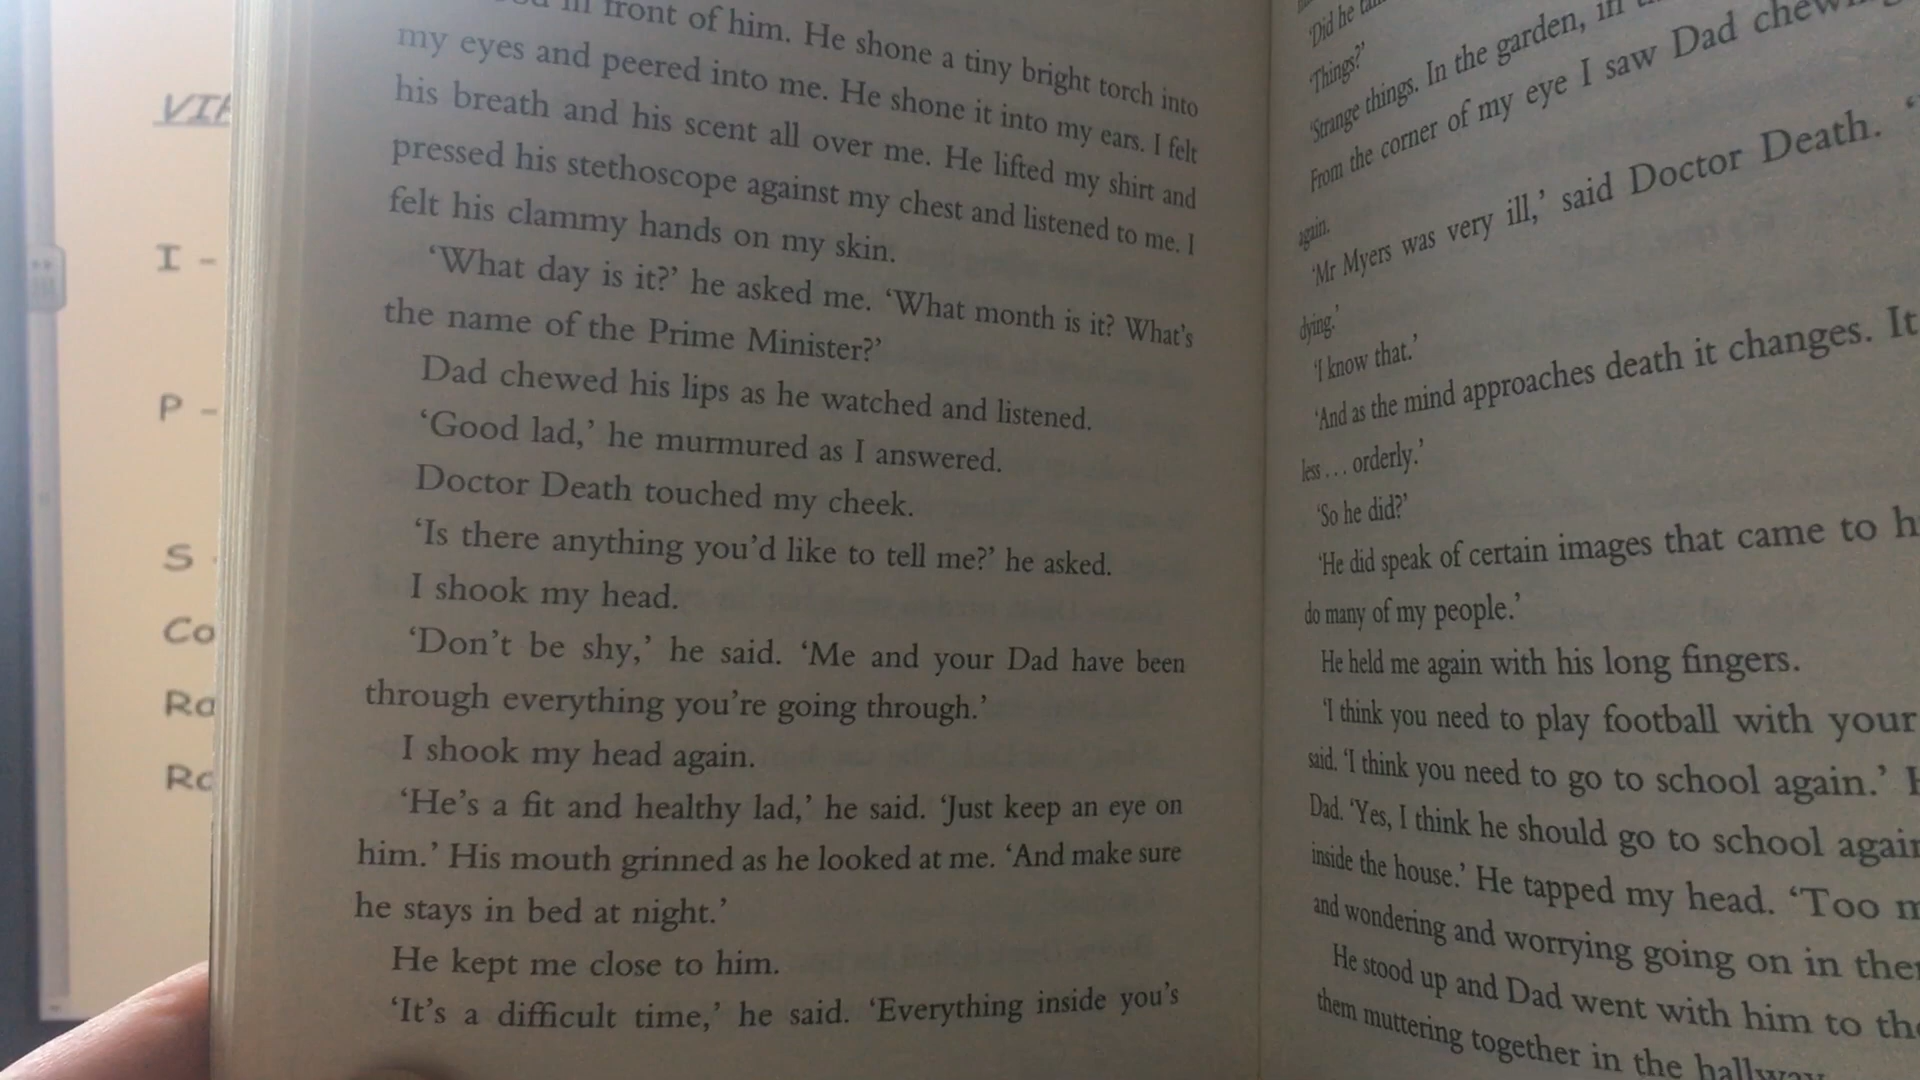 VIP
I -
P -
S -
Co
Ra
Ro
in front of him. He shone a tiny bright torch into
my eyes and peered into me. He shone it into my ears. I felt
his breath and his scent all over me. He lifted my shirt and
pressed his stethoscope against my chest and listened to me. I
felt his clammy hands on my skin.
‘What day is it?’ he asked me. ‘What month is it? What’s
the name of the Prime Minister?’
Dad chewed his lips as he watched and listened.
‘Good lad,’ he murmured as I answered.
Doctor Death touched my cheek.
‘Is there anything you’d like to tell me?’ he asked.
I shook my head.
‘Don’t be shy,’ he said. ‘Me and your Dad have been
through everything you’re going through.’
I shook my head again.
‘He’s a fit and healthy lad,’ he said. ‘Just keep an eye on
him.’ His mouth grinned as he looked at me. ‘And make sure
he stays in bed at night.’
He kept me close to him.
‘It’s a difficult time,’ he said. ‘Everything inside you’s
‘Did he
‘Things?’
‘Strange things. In the garden, in
From the corner of my eye I saw Dad
again.
‘Mr Myers was very ill,’ said Doctor Death. ‘
dying.’
‘I know that.’
‘And as the mind approaches death it changes. It
less . . . orderly.’
‘So he did?’
‘He did speak of certain images that came to
do many of my people.’
He held me again with his long fingers.
‘I think you need to play football with your
said. ‘I think you need to go to school again.’
Dad. ‘Yes, I think he should go to school
inside the house.’ He tapped my head. ‘Too
and wondering and worrying going on in
He stood up and Dad went with him to
them muttering together in the